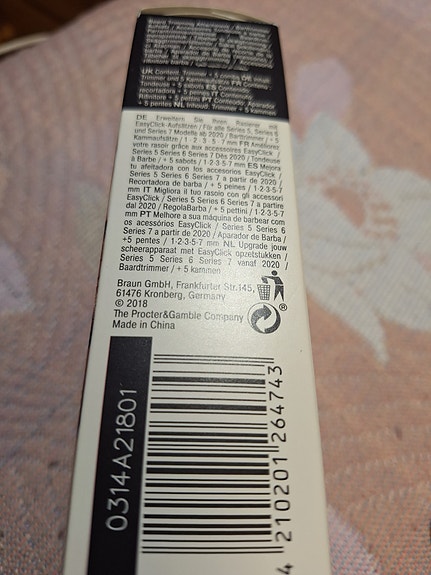 UK Content: Trimmer + 5 combs DE Inhalt:
Trimmer und 5 Kammaufsätze FR Contenu:
Tondeuse + 5 sabots ES Contenido:
recortadora + 5 peines IT Contenuto:
Rifinitore + 5 pettini PT Conteúdo: Aparador
+ 5 pentes NL Inhoud: Trimmer + 5 kammen
DE Erweitern Sie Ihren Rasierer mit
EasyClick-Aufsätzen / Für alle Series 5, Series 6
und Series 7 Modelle ab 2020 / Barttrimmer / + 5
Kammaufsätze / 1 · 2 · 3 · 5 · 7 mm FR Améliorez
votre rasoir grâce aux accessoires EasyClick /
Series 5 Series 6 Series 7 Dès 2020 / Tondeuse
à Barbe / + 5 sabots / 1-2-3-5-7 mm ES Mejora
tu afeitadora con los accesorios EasyClick /
Series 5 Series 6 Series 7 a partir de 2020 /
Recortadora de barba / + 5 peines / 1-2-3-5-7
mm IT Migliora il tuo rasoio con gli accessori
EasyClick / Series 5 Series 6 Series 7 a partire
dal 2020 / RegolaBarba / + 5 pettini / 1-2-3-5-7
mm PT Melhore a sua máquina de barbear com
os acessórios EasyClick / Series 5 Series 6
Series 7 a partir de 2020 / Aparador de Barba /
+5 pentes / 1-2-3-5-7 mm NL Upgrade jouw
scheerapparaat met EasyClick opzetstukken /
Series 5 Series 6 Series 7 vanaf 2020 /
Baardtrimmer / + 5 kammen
Braun GmbH, Frankfurter Str.145,
61476 Kronberg, Germany
© 2018
The Procter&Gamble Company
Made in China
®
0314A21801
4 210201 264743